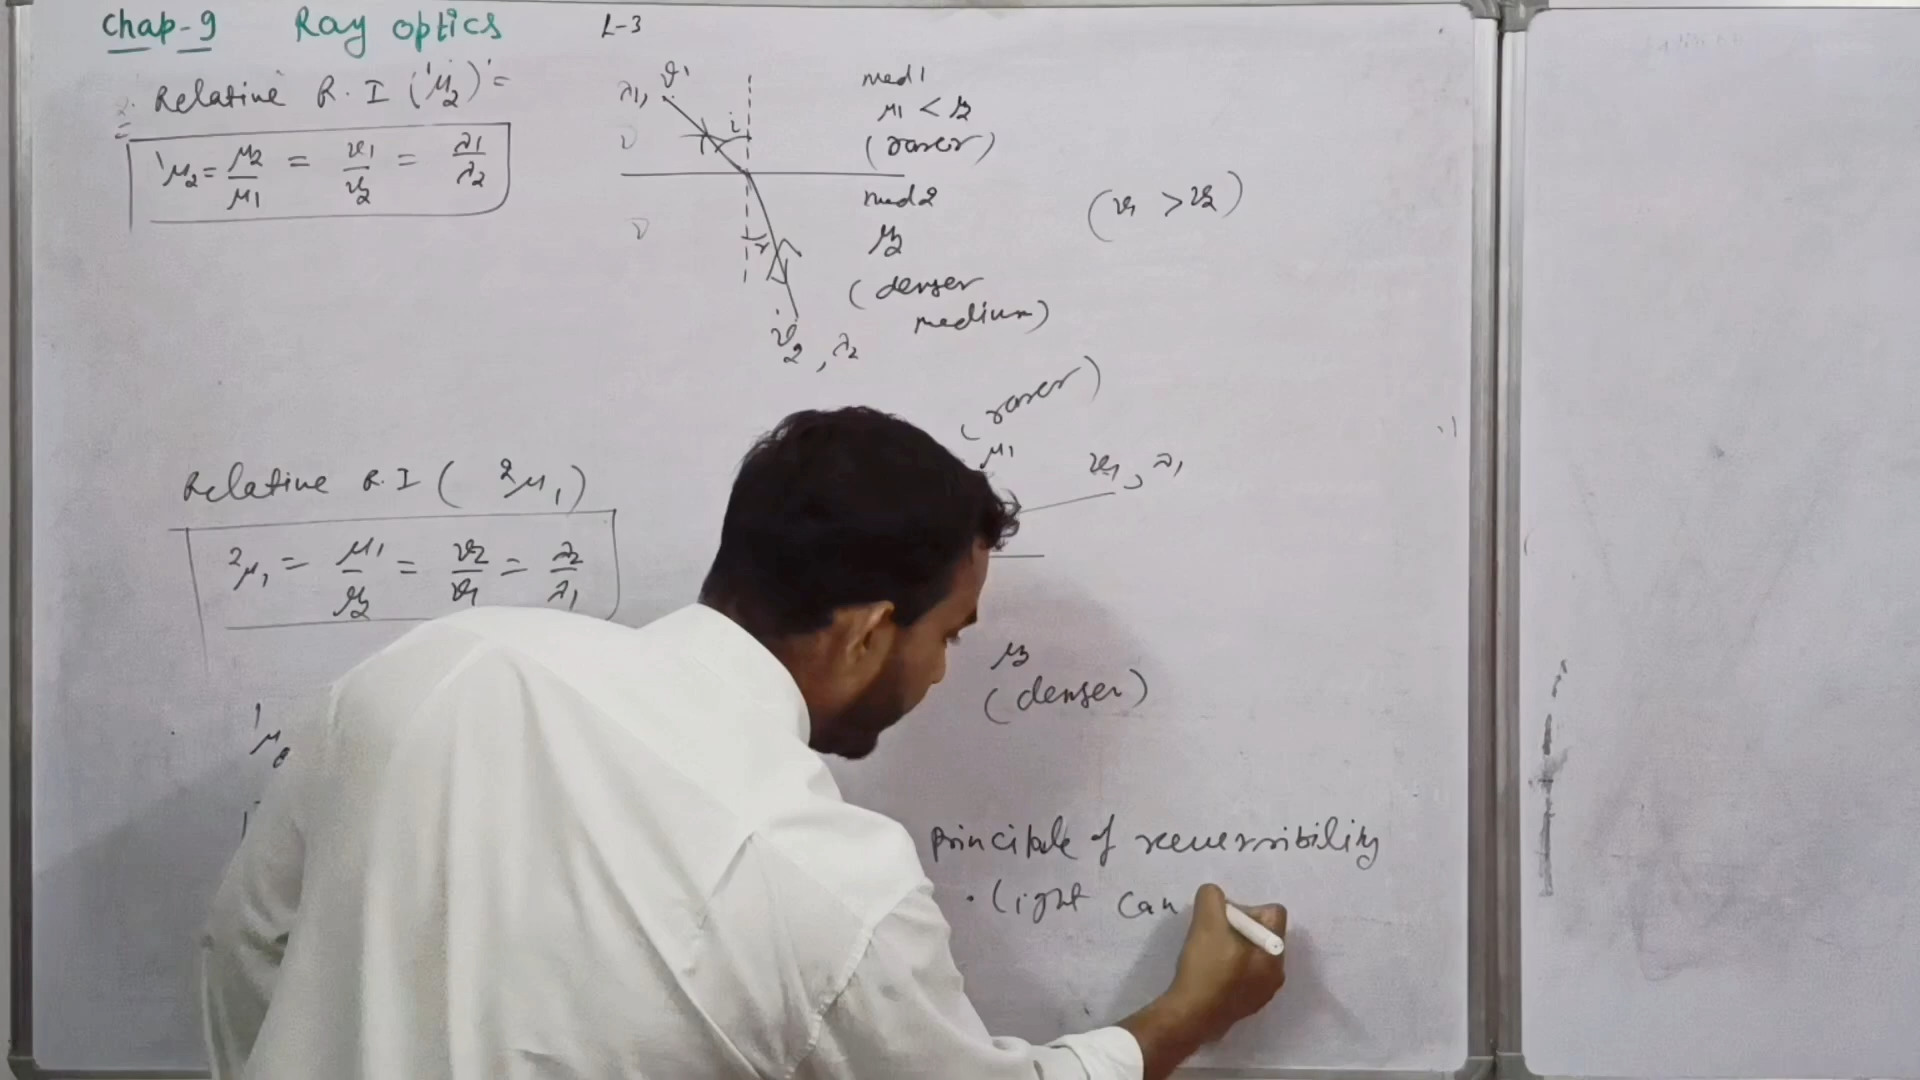 Chap-9 Ray optics L-3
Relative R.I (¹μ₂) =
¹μ₂ = μ₂/μ₁ = v₁/v₂ = λ₁/λ₂
λ₁, v₁
i
ν
med1
μ₁ < μ₂
(rarer)
med2
μ₂
(denser
medium)
ν
r
v₂, λ₂
(v₁ > v₂)
(rarer)
μ₁
v₁, λ₁
Relative R.I (²μ₁)
²μ₁ = μ₁/μ₂ = v₂/v₁ = λ₂/λ₁
μ₂
(denser)
¹μ₂
Principle of reversibility
• Light can